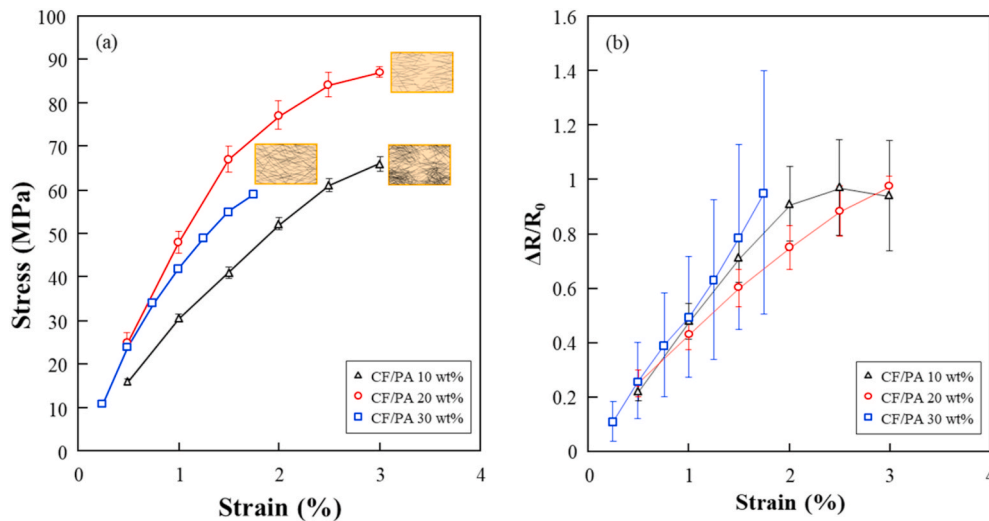 (a)
100
90
80
70
60
50
40
30
20
10
0
Stress (MPa)
CF/PA 10 wt%
CF/PA 20 wt%
CF/PA 30 wt%
0 1 2 3 4
Strain (%)
(b)
1.6
1.4
1.2
1
0.8
0.6
0.4
0.2
0
ΔR/R₀
CF/PA 10 wt%
CF/PA 20 wt%
CF/PA 30 wt%
0 1 2 3 4
Strain (%)